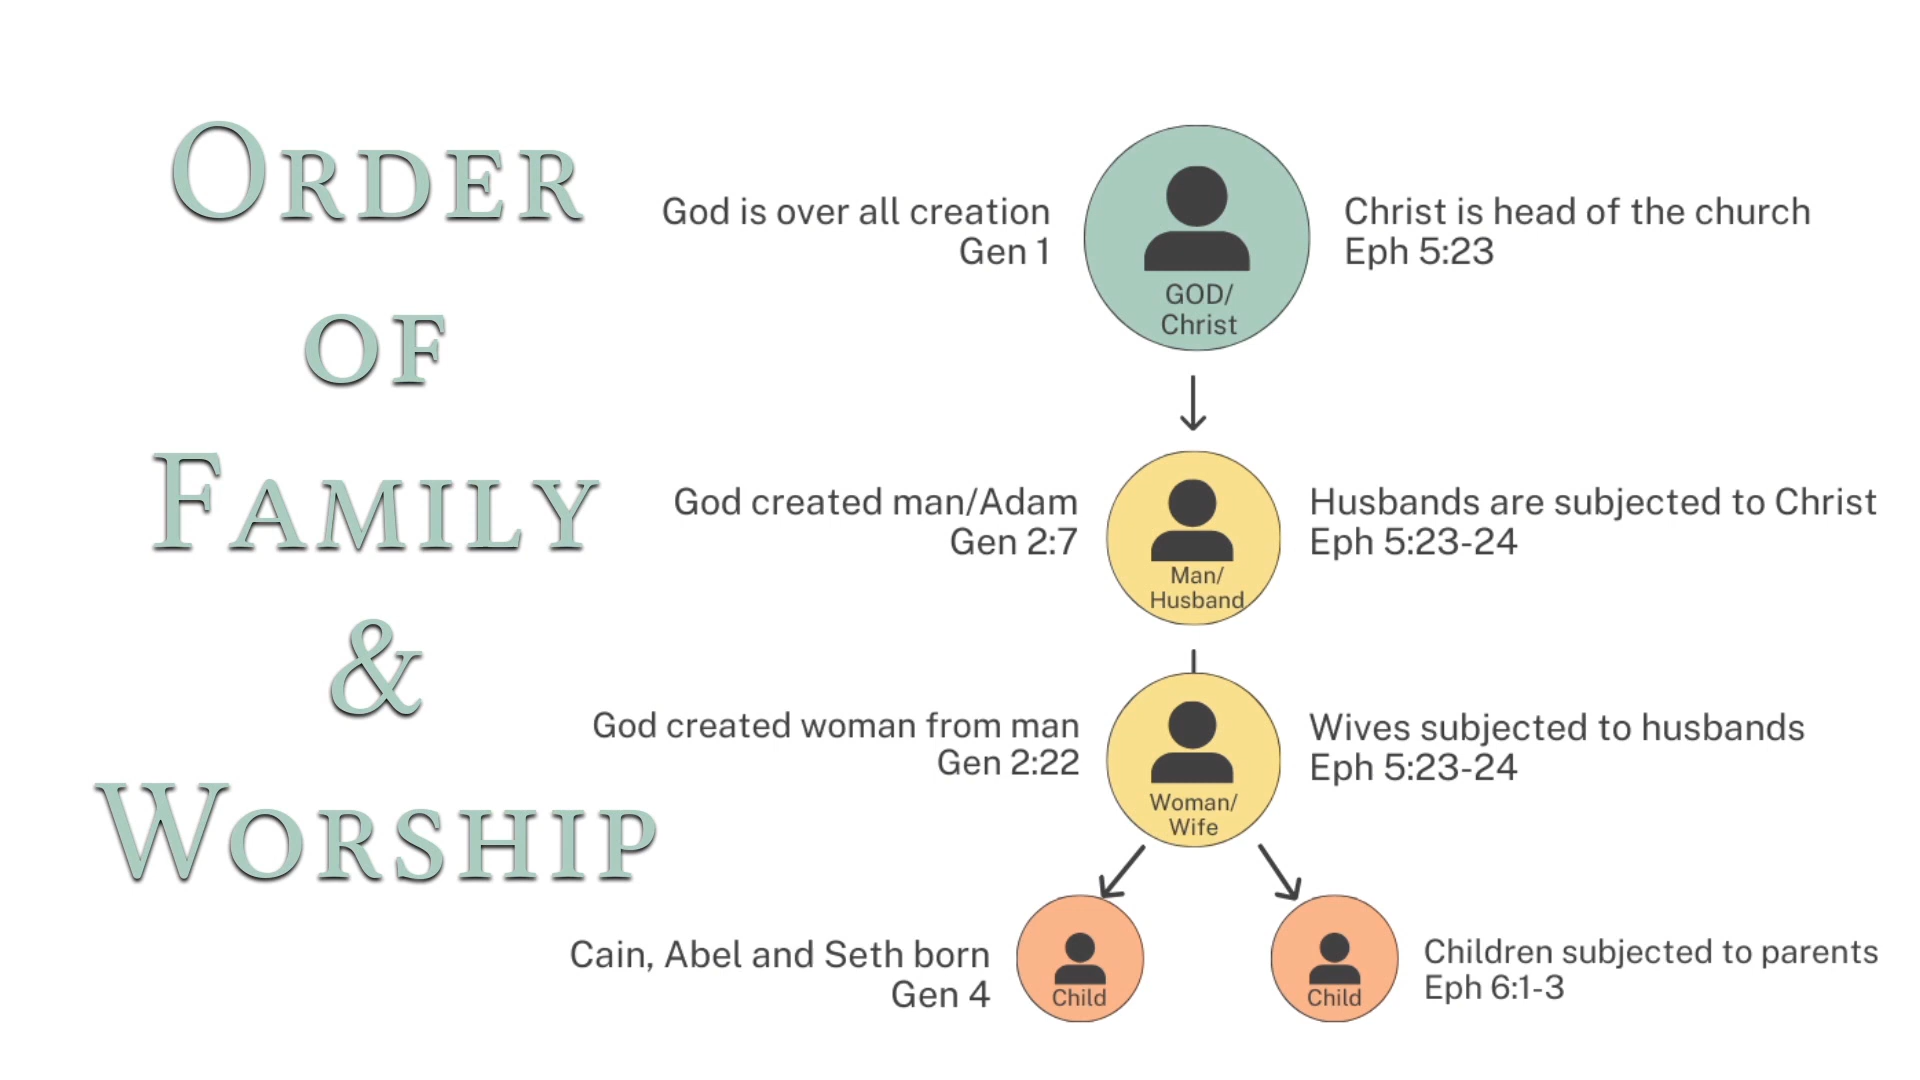 Order
of
Family
&
Worship
God is over all creation
Gen 1
GOD/
Christ
Christ is head of the church
Eph 5:23
God created man/Adam
Gen 2:7
Man/
Husband
Husbands are subjected to Christ
Eph 5:23-24
God created woman from man
Gen 2:22
Woman/
Wife
Wives subjected to husbands
Eph 5:23-24
Cain, Abel and Seth born
Gen 4
Child
Child
Children subjected to parents
Eph 6:1-3